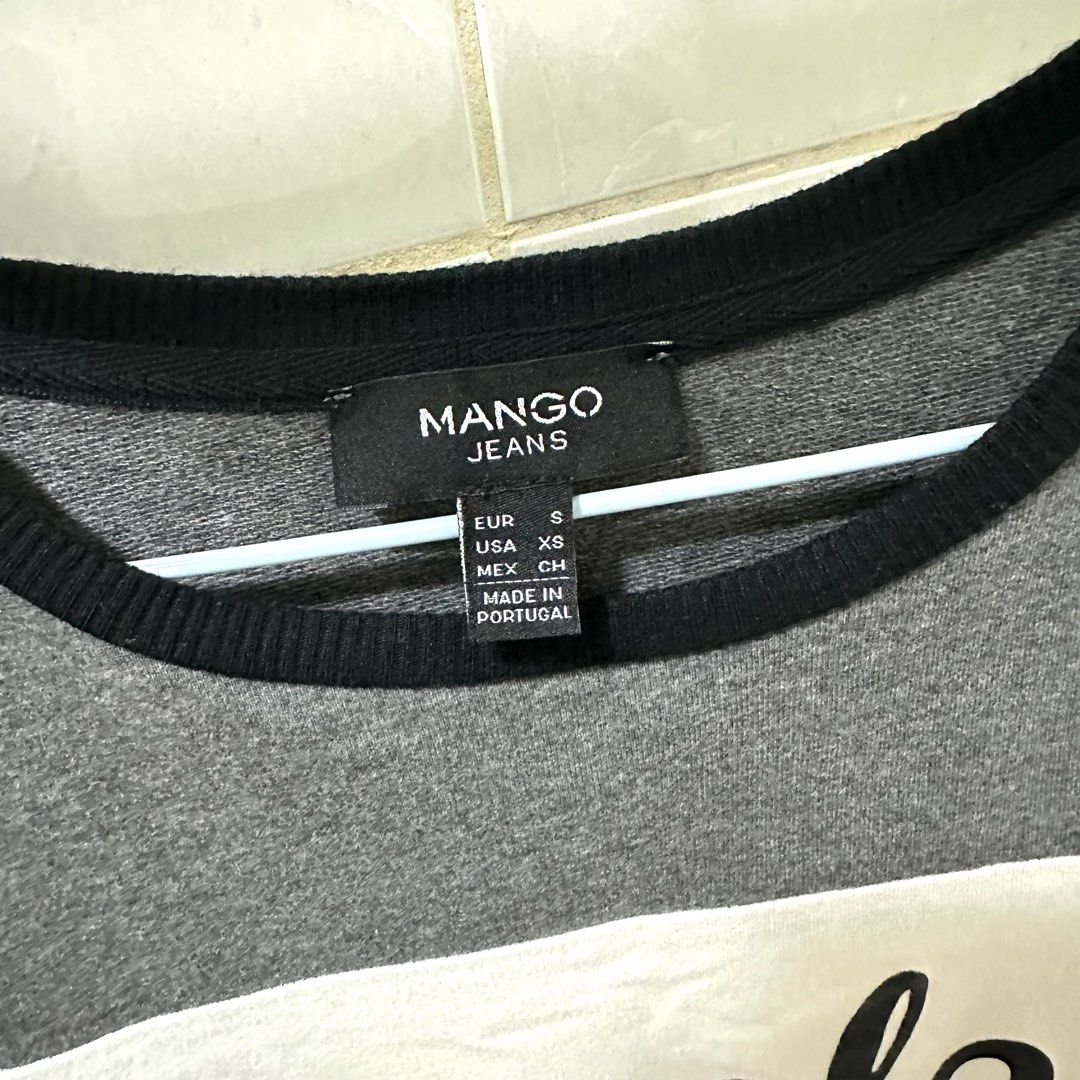 MANGO
JEANS
EUR S
USA XS
MEX CH
MADE IN
PORTUGAL